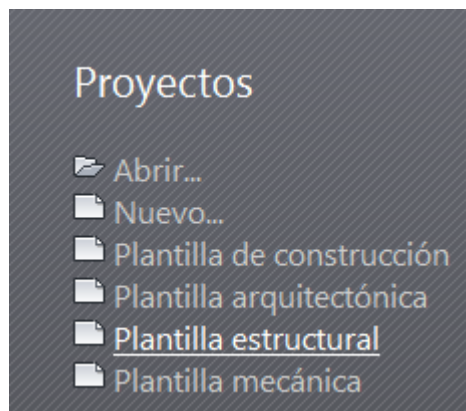 Proyectos
Abrir...
Nuevo...
Plantilla de construcción
Plantilla arquitectónica
Plantilla estructural
Plantilla mecánica